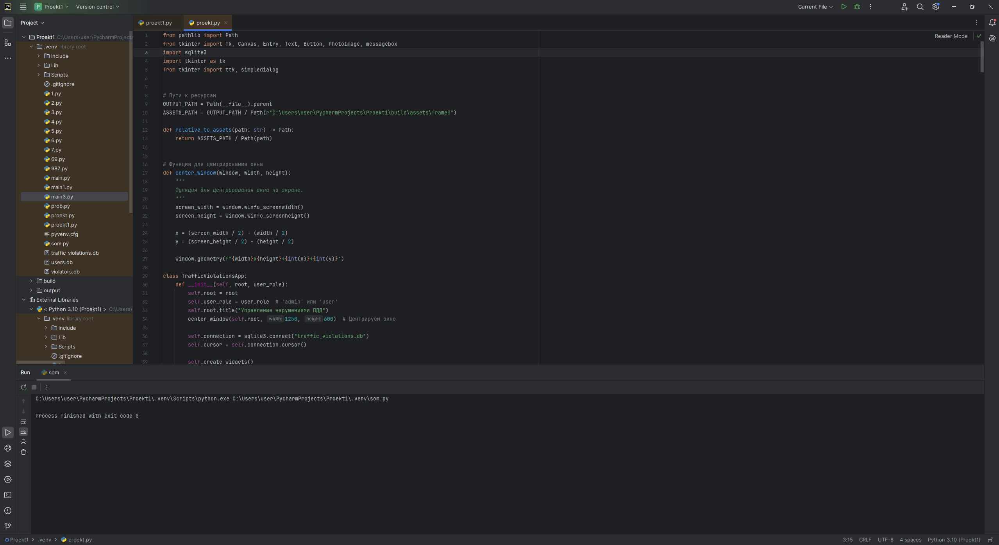 PC
P Proekt1 Version control Current File
Project
proekt1.py proekt.py
Reader Mode
Proekt1 C:\Users\user\PycharmProjects
.venv library root
include
Lib
Scripts
.gitignore
1.py
2.py
3.py
4.py
5.py
6.py
7.py
69.py
987.py
main.py
main1.py
main3.py
prob.py
proekt.py
proekt1.py
pyvenv.cfg
som.py
traffic_violations.db
users.db
violators.db
build
output
External Libraries
< Python 3.10 (Proekt1) > C:\Users\
.venv library root
include
Lib
Scripts
.gitignore
1 from pathlib import Path
2 from tkinter import Tk, Canvas, Entry, Text, Button, PhotoImage, messagebox
3 import sqlite3
4 import tkinter as tk
5 from tkinter import ttk, simpledialog
6
7
8 # Пути к ресурсам
9 OUTPUT_PATH = Path(__file__).parent
10 ASSETS_PATH = OUTPUT_PATH / Path(r"C:\Users\user\PycharmProjects\Proekt1\build\assets\frame0")
11
12 def relative_to_assets(path: str) -> Path:
13 return ASSETS_PATH / Path(path)
14
15
16 # Функция для центрирования окна
17 def center_window(window, width, height):
18 """
19 Функция для центрирования окна на экране.
20 """
21 screen_width = window.winfo_screenwidth()
22 screen_height = window.winfo_screenheight()
23
24 x = (screen_width / 2) - (width / 2)
25 y = (screen_height / 2) - (height / 2)
26
27 window.geometry(f"{width}x{height}+{int(x)}+{int(y)}")
28
29 class TrafficViolationsApp:
30 def __init__(self, root, user_role):
31 self.root = root
32 self.user_role = user_role # 'admin' или 'user'
33 self.root.title("Управление нарушениями ПДД")
34 center_window(self.root, width: 1250, height: 600) # Центрируем окно
35
36 self.connection = sqlite3.connect("traffic_violations.db")
37 self.cursor = self.connection.cursor()
38
39 self.create_widgets()
Run som
C:\Users\user\PycharmProjects\Proekt1\.venv\Scripts\python.exe C:\Users\user\PycharmProjects\Proekt1\.venv\som.py
Process finished with exit code 0
Proekt1 > .venv > proekt.py 3:15 CRLF UTF-8 4 spaces Python 3.10 (Proekt1)